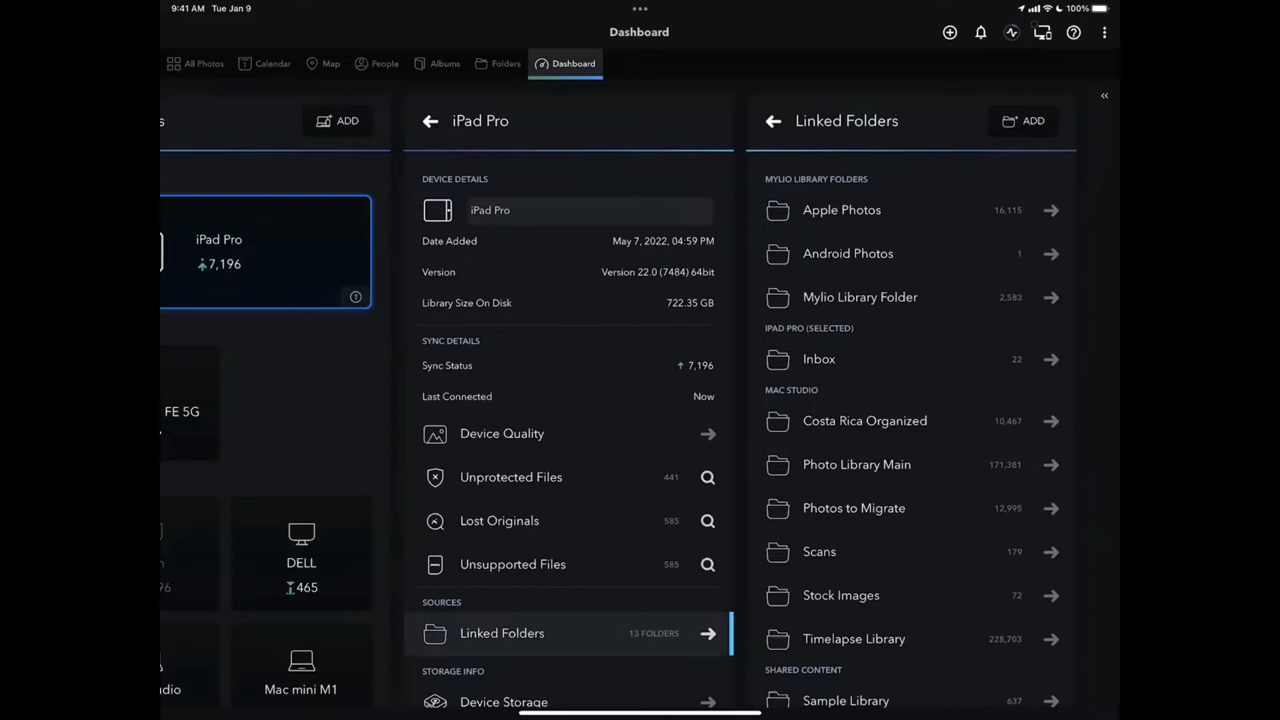 9:41 AM Tue Jan 9
100%
Dashboard
All Photos
Calendar
Map
People
Albums
Folders
Dashboard
s
ADD
iPad Pro
7,196
FE 5G
96
DELL
465
Mac mini M1
iPad Pro
DEVICE DETAILS
iPad Pro
Date Added May 7, 2022, 04:59 PM
Version Version 22.0 (7484) 64bit
Library Size On Disk 722.35 GB
SYNC DETAILS
Sync Status 7,196
Last Connected Now
Device Quality
Unprotected Files 441
Lost Originals 585
Unsupported Files 585
SOURCES
Linked Folders 13 FOLDERS
STORAGE INFO
Device Storage
Linked Folders
ADD
MYLIO LIBRARY FOLDERS
Apple Photos 16,115
Android Photos 1
Mylio Library Folder 2,583
IPAD PRO (SELECTED)
Inbox 22
MAC STUDIO
Costa Rica Organized 10,467
Photo Library Main 171,381
Photos to Migrate 12,995
Scans 179
Stock Images 72
Timelapse Library 228,703
SHARED CONTENT
Sample Library 637